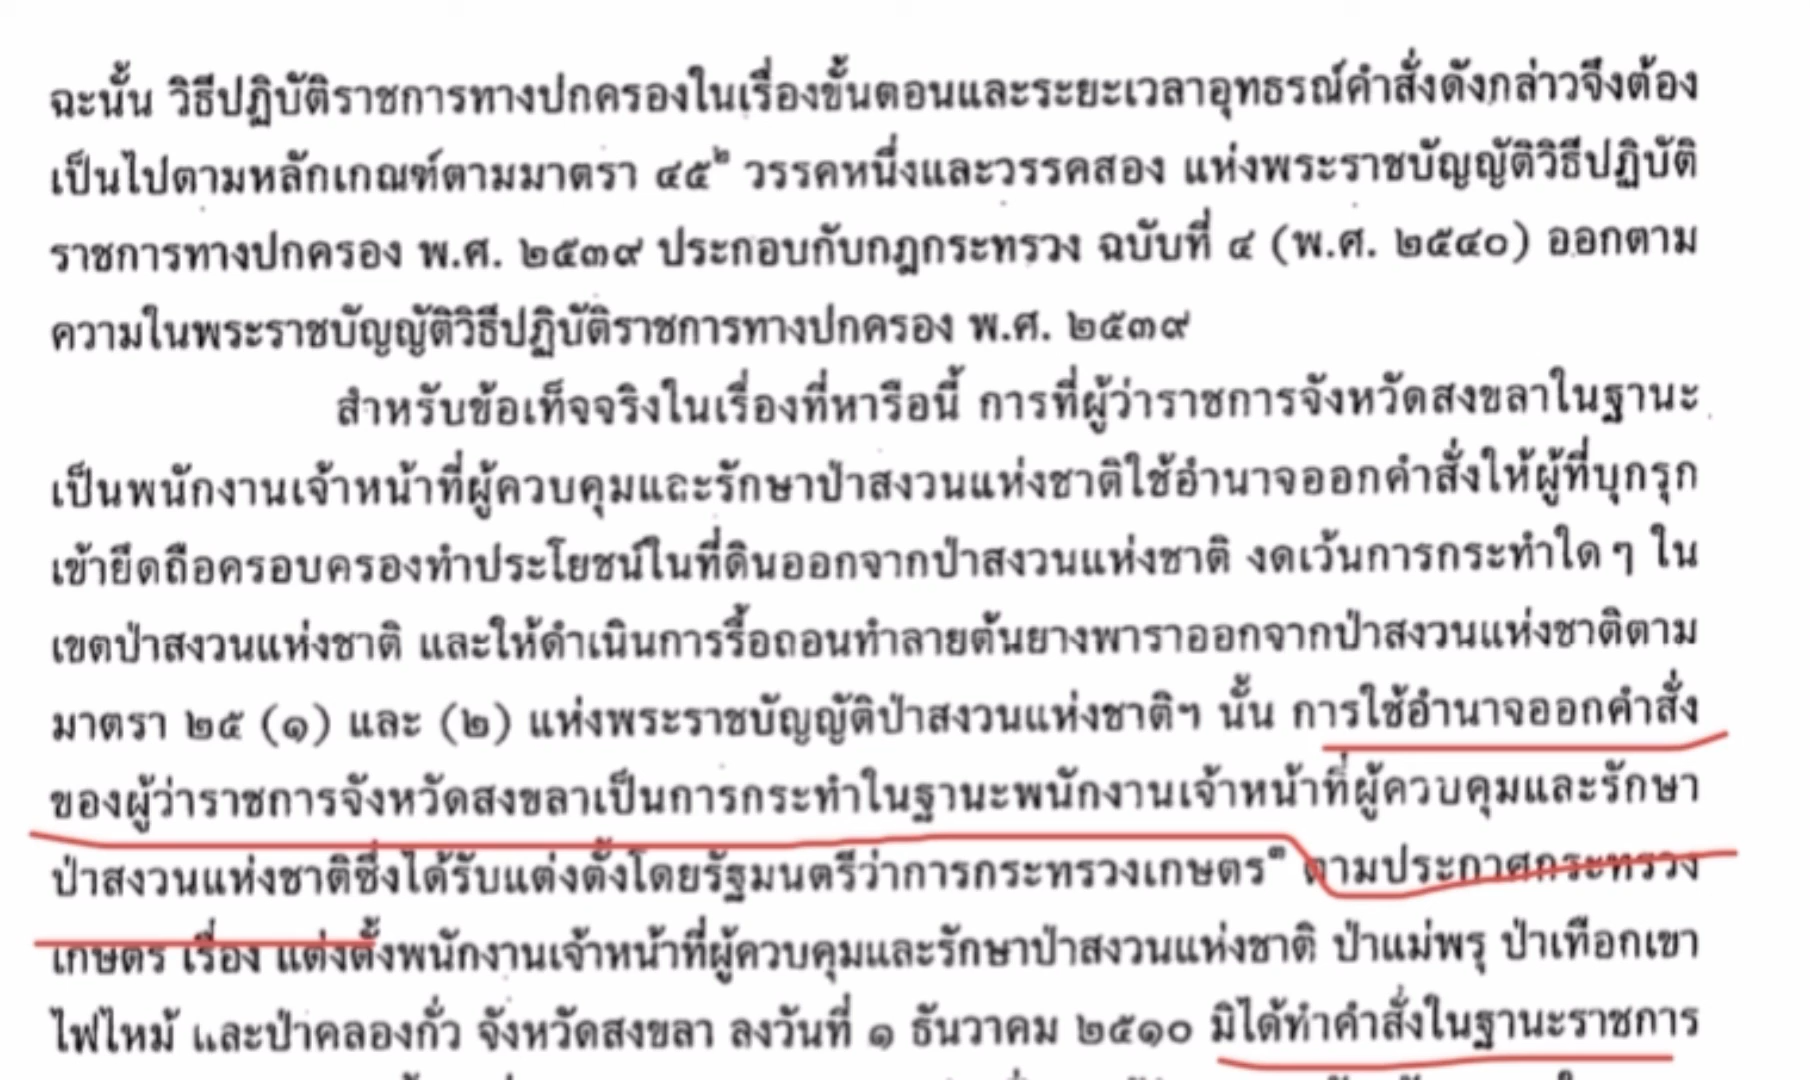 ฉะนั้น วิธีปฏิบัติราชการทางปกครองในเรื่องขั้นตอนและระยะเวลาอุทธรณ์คำสั่งดังกล่าวจึงต้อง
เป็นไปตามหลักเกณฑ์ตามมาตรา ๔๕๒ วรรคหนึ่งและวรรคสอง แห่งพระราชบัญญัติวิธีปฏิบัติ
ราชการทางปกครอง พ.ศ. ๒๕๓๙ ประกอบกับกฎกระทรวง ฉบับที่ ๔ (พ.ศ. ๒๕๔๐) ออกตาม
ความในพระราชบัญญัติวิธีปฏิบัติราชการทางปกครอง พ.ศ. ๒๕๓๙
สำหรับข้อเท็จจริงในเรื่องที่หารือนี้ การที่ผู้ว่าราชการจังหวัดสงขลาในฐานะ
เป็นพนักงานเจ้าหน้าที่ผู้ควบคุมและรักษาป่าสงวนแห่งชาติใช้อำนาจออกคำสั่งให้ผู้ที่บุกรุก
เข้ายึดถือครอบครองทำประโยชน์ในที่ดินออกจากป่าสงวนแห่งชาติ งดเว้นการกระทำใด ๆ ใน
เขตป่าสงวนแห่งชาติ และให้ดำเนินการรื้อถอนทำลายต้นยางพาราออกจากป่าสงวนแห่งชาติตาม
มาตรา ๒๕ (๑) และ (๒) แห่งพระราชบัญญัติป่าสงวนแห่งชาติฯ นั้น การใช้อำนาจออกคำสั่ง
ของผู้ว่าราชการจังหวัดสงขลาเป็นการกระทำในฐานะพนักงานเจ้าหน้าที่ผู้ควบคุมและรักษา
ป่าสงวนแห่งชาติซึ่งได้รับแต่งตั้งโดยรัฐมนตรีว่าการกระทรวงเกษตร๓ ตามประกาศกระทรวง
เกษตร เรื่อง แต่งตั้งพนักงานเจ้าหน้าที่ผู้ควบคุมและรักษาป่าสงวนแห่งชาติ ป่าแม่พรุ ป่าเทือกเขา
ไฟไหม้ และป่าคลองกั่ว จังหวัดสงขลา ลงวันที่ ๑ ธันวาคม ๒๕๑๐ มิได้ทำคำสั่งในฐานะราชการ